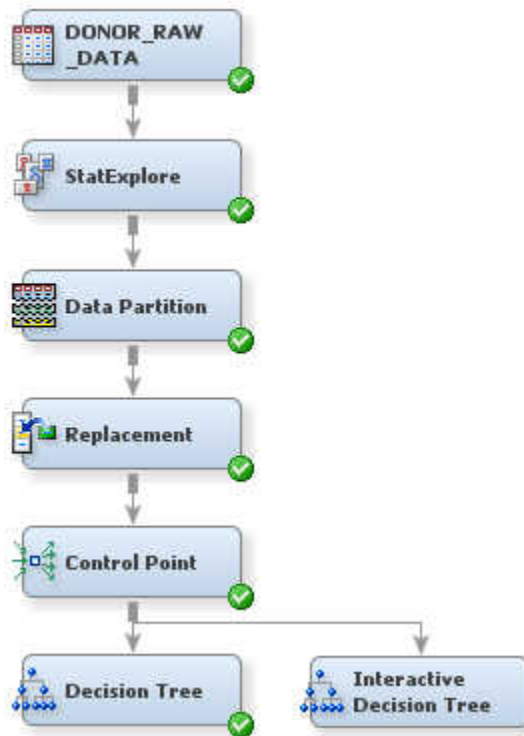 DONOR_RAW
_DATA
StatExplore
Data Partition
Replacement
Control Point
Decision Tree
Interactive
Decision Tree